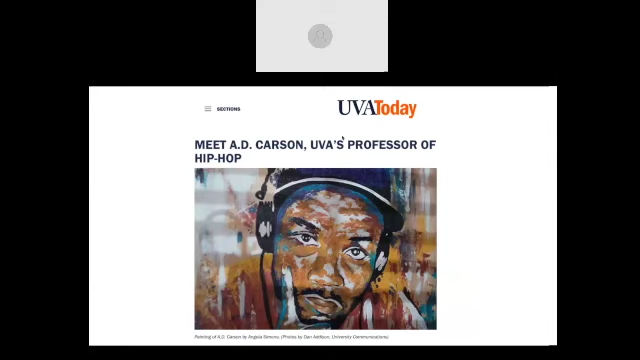 SECTIONS
UVAToday
MEET A.D. CARSON, UVA'S PROFESSOR OF
HIP-HOP
Painting of A.D. Carson by Angela Simons. (Photos by Dan Addison, University Communications)